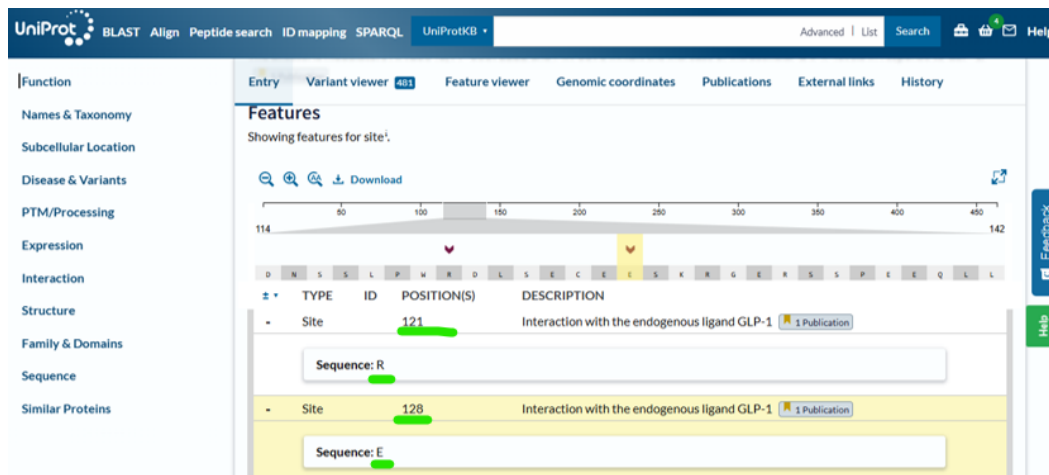 UniProt BLAST Align Peptide search ID mapping SPARQL UniProtKB Advanced | List Search 4 Help
Function
Names & Taxonomy
Subcellular Location
Disease & Variants
PTM/Processing
Expression
Interaction
Structure
Family & Domains
Sequence
Similar Proteins
Entry Variant viewer 481 Feature viewer Genomic coordinates Publications External links History
Features
Showing features for siteⁱ.
Download
50 100 150 200 250 300 350 400 450
114 142
D N S S L P W R D L S E C E E S K R G E R S S P E E Q L L
TYPE ID POSITION(S) DESCRIPTION
- Site 121 Interaction with the endogenous ligand GLP-1 1 Publication
Sequence: R
- Site 128 Interaction with the endogenous ligand GLP-1 1 Publication
Sequence: E
Feedback
Help